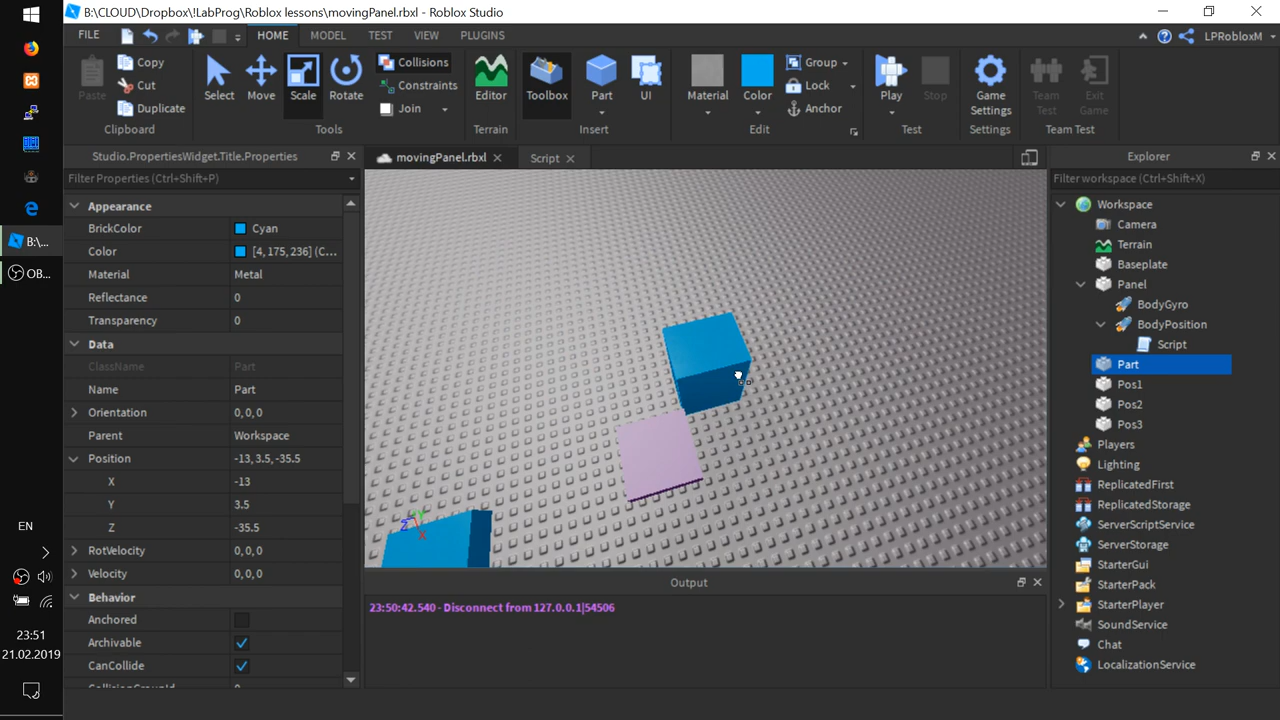 B:\CLOUD\Dropbox\!LabProg\Roblox lessons\movingPanel.rbxl - Roblox Studio
FILE HOME MODEL TEST VIEW PLUGINS LPRobloxM
Paste
Copy
Cut
Duplicate
Clipboard
Select Move Scale Rotate
Collisions
Constraints
Join
Tools
Editor
Terrain
Toolbox Part UI
Insert
Material Color
Group
Lock
Anchor
Edit
Play Stop
Test
Game Settings
Settings
Team Test
Exit Game
Team Test
Studio.PropertiesWidget.Title.Properties
Filter Properties (Ctrl+Shift+P)
Appearance
BrickColor Cyan
Color [4, 175, 236] (C...
Material Metal
Reflectance 0
Transparency 0
Data
ClassName Part
Name Part
Orientation 0, 0, 0
Parent Workspace
Position -13, 3.5, -35.5
X -13
Y 3.5
Z -35.5
RotVelocity 0, 0, 0
Velocity 0, 0, 0
Behavior
Anchored
Archivable
CanCollide
movingPanel.rbxl
Script
Z Y X
Output
23:50:42.540 - Disconnect from 127.0.0.1|54506
Explorer
Filter workspace (Ctrl+Shift+X)
Workspace
Camera
Terrain
Baseplate
Panel
BodyGyro
BodyPosition
Script
Part
Pos1
Pos2
Pos3
Players
Lighting
ReplicatedFirst
ReplicatedStorage
ServerScriptService
ServerStorage
StarterGui
StarterPack
StarterPlayer
SoundService
Chat
LocalizationService
B:\...
OB...
EN
23:51
21.02.2019